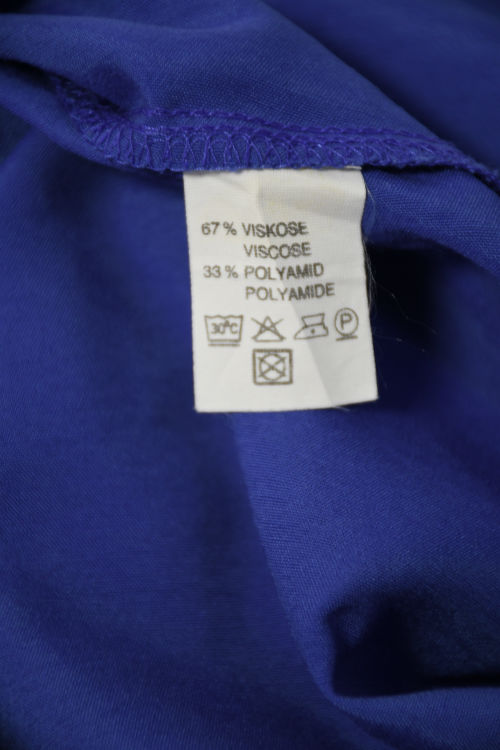 67 % VISKOSE
VISCOSE
33 % POLYAMID
POLYAMIDE
30°C P